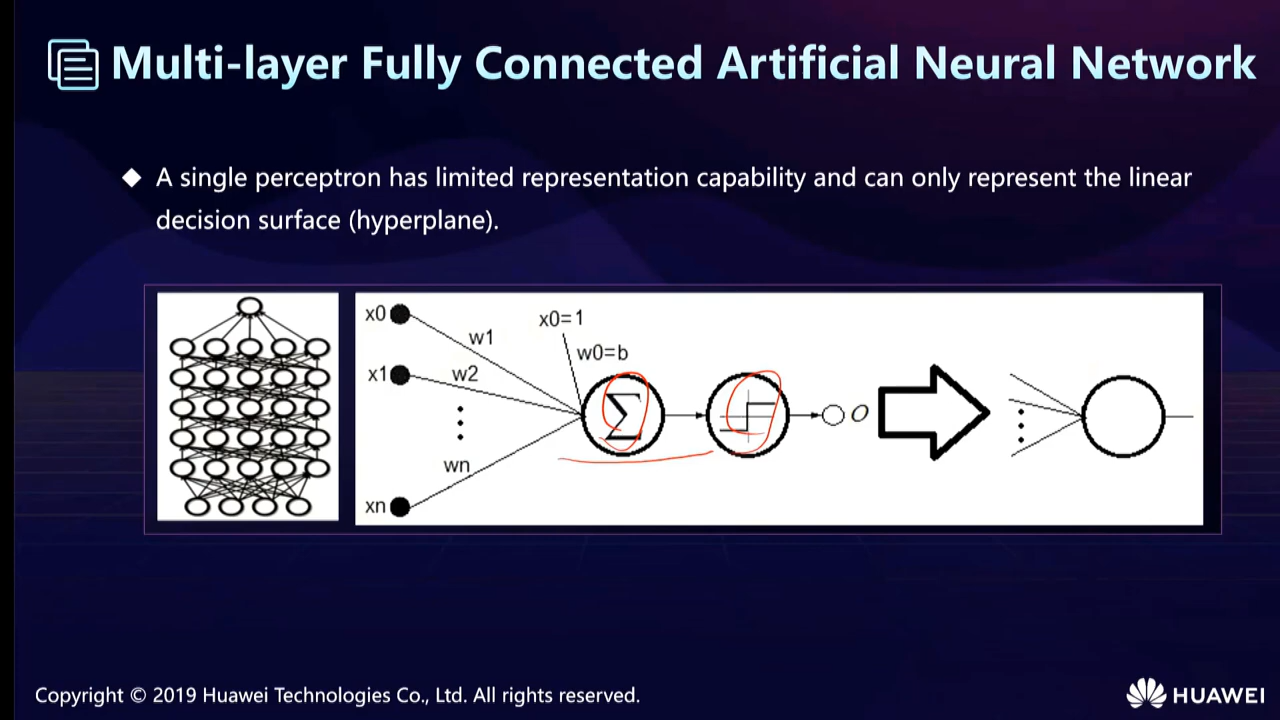 Multi-layer Fully Connected Artificial Neural Network
A single perceptron has limited representation capability and can only represent the linear
decision surface (hyperplane).
x0
w1
x0=1
w0=b
x1
w2
Σ
O
wn
xn
Copyright © 2019 Huawei Technologies Co., Ltd. All rights reserved.
HUAWEI